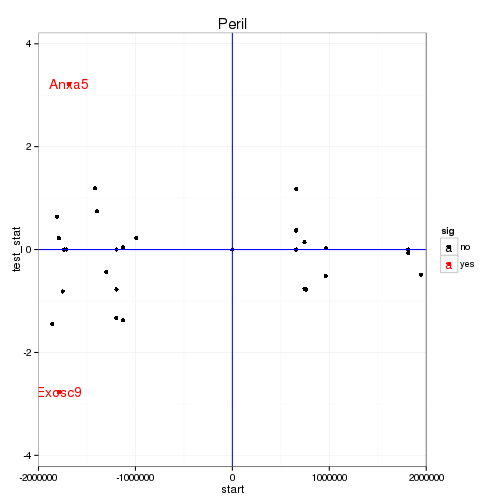 Peril
4
Anxa5
2
0
-2
Exosc9
-4
test_stat
-2000000 -1000000 0 1000000 2000000
start
sig
a no
a yes